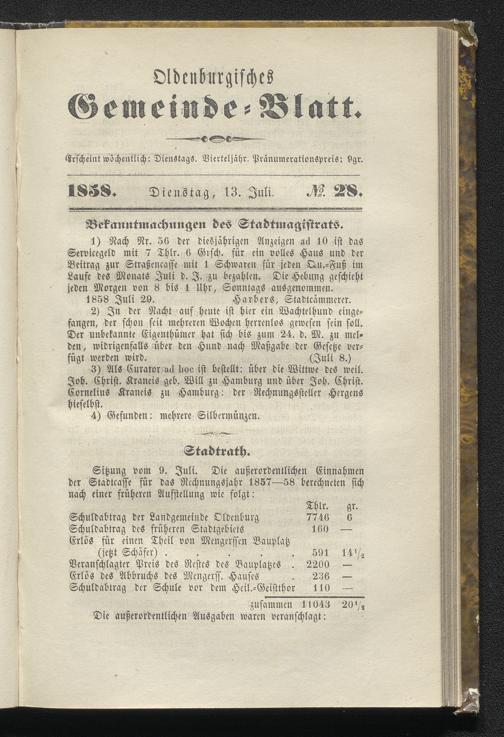 Oldenburgisches
Gemeinde-Blatt.
Erscheint wöchentlich: Dienstags. Vierteljähr. Pränumerationspreis: 9gr.
1858. Dienstag, 13. Juli. № 28.
Bekanntmachungen des Stadtmagistrats.
1) Nach Nr. 56 der diesjährigen Anzeigen ad 10 ist das
Servicegeld mit 7 Thlr. 6 Grsch. für ein volles Haus und der
Beitrag zur Straßencasse mit 1 Schwaren für jeden Qu.-Fuß im
Laufe des Monats Juli d. J. zu bezahlen. Die Hebung geschieht
jeden Morgen von 8 bis 1 Uhr, Sonntags ausgenommen.
1858 Juli 29. Harbers, Stadtcämmerer.
2) In der Nacht auf heute ist hier ein Wachtelhund einge-
fangen, der schon seit mehreren Wochen herrenlos gewesen sein soll.
Der unbekannte Eigenthümer hat sich bis zum 24. d. M. zu mel-
den, widrigenfalls über den Hund nach Maßgabe der Gesetze ver-
fügt werden wird. (Juli 8.)
3) Als Curator ad hoc ist bestellt: über die Wittwe des weil.
Joh. Christ. Kraneis geb. Will zu Hamburg und über Joh. Christ.
Cornelius Kraneis zu Hamburg: der Rechnungssteller Hergens
hieselbst.
4) Gefunden: mehrere Silbermünzen.
Stadtrath.
Sitzung vom 9. Juli. Die außerordentlichen Einnahmen
der Stadtcasse für das Rechnungsjahr 1857—58 berechneten sich
nach einer früheren Aufstellung wie folgt:
Thlr. gr.
Schuldabtrag der Landgemeinde Oldenburg 7746 6
Schuldabtrag des früheren Stadtgebiets 160 —
Erlös für einen Theil von Mengerssen Bauplatz
(jetzt Schäfer) . . . . . 591 14½
Veranschlagter Preis des Restes des Bauplatzes . 2200 —
Erlös des Abbruchs des Mengerss. Hauses . 236 —
Schuldabtrag der Schule vor dem Heil.-Geistthor 110 —
zusammen 11043 20½
Die außerordentlichen Ausgaben waren veranschlagt: